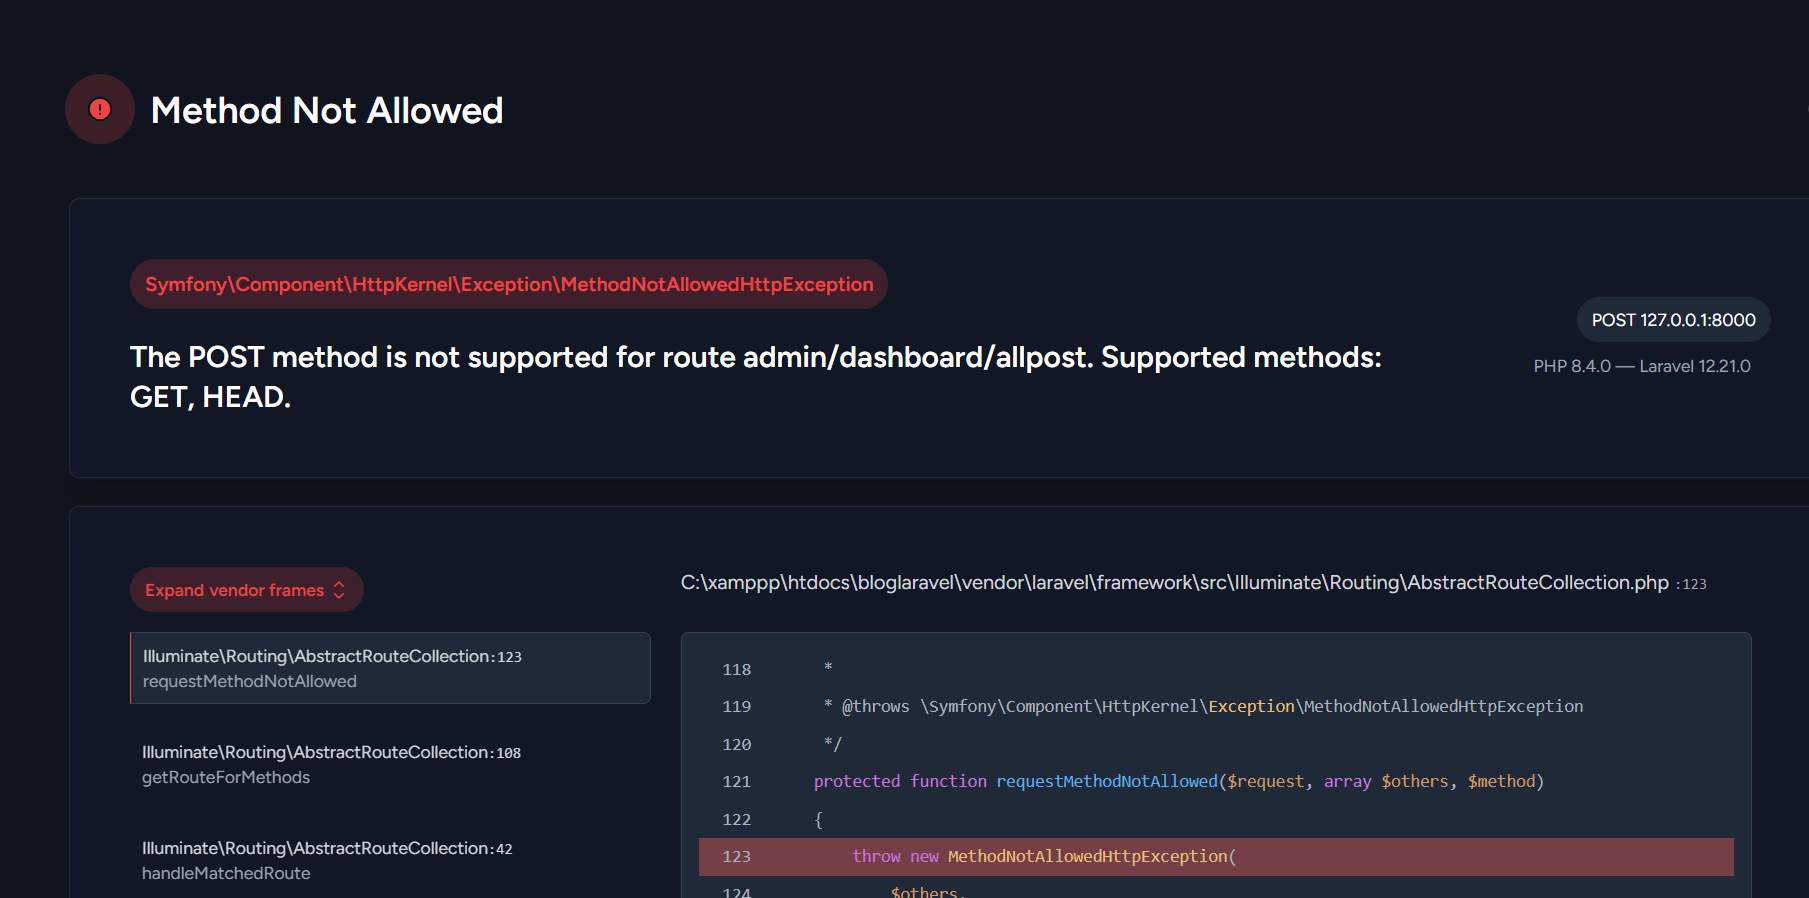 Method Not Allowed
Symfony\Component\HttpKernel\Exception\MethodNotAllowedHttpException
The POST method is not supported for route admin/dashboard/allpost. Supported methods:
GET, HEAD.
POST 127.0.0.1:8000
PHP 8.4.0 — Laravel 12.21.0
Expand vendor frames
Illuminate\Routing\AbstractRouteCollection:123
requestMethodNotAllowed
Illuminate\Routing\AbstractRouteCollection:108
getRouteForMethods
Illuminate\Routing\AbstractRouteCollection:42
handleMatchedRoute
C:\xamppp\htdocs\bloglaravel\vendor\laravel\framework\src\Illuminate\Routing\AbstractRouteCollection.php :123
118 *
119 * @throws \Symfony\Component\HttpKernel\Exception\MethodNotAllowedHttpException
120 */
121 protected function requestMethodNotAllowed($request, array $others, $method)
122 {
123 throw new MethodNotAllowedHttpException(
124 $others,